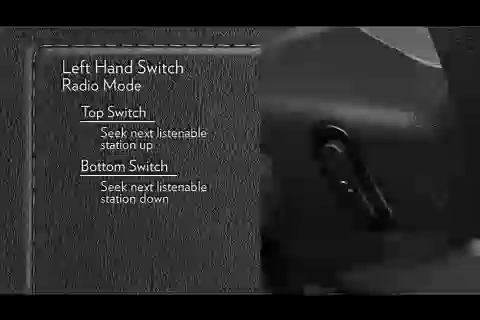 Left Hand Switch
Radio Mode
Top Switch
Seek next listenable
station up
Bottom Switch
Seek next listenable
station down